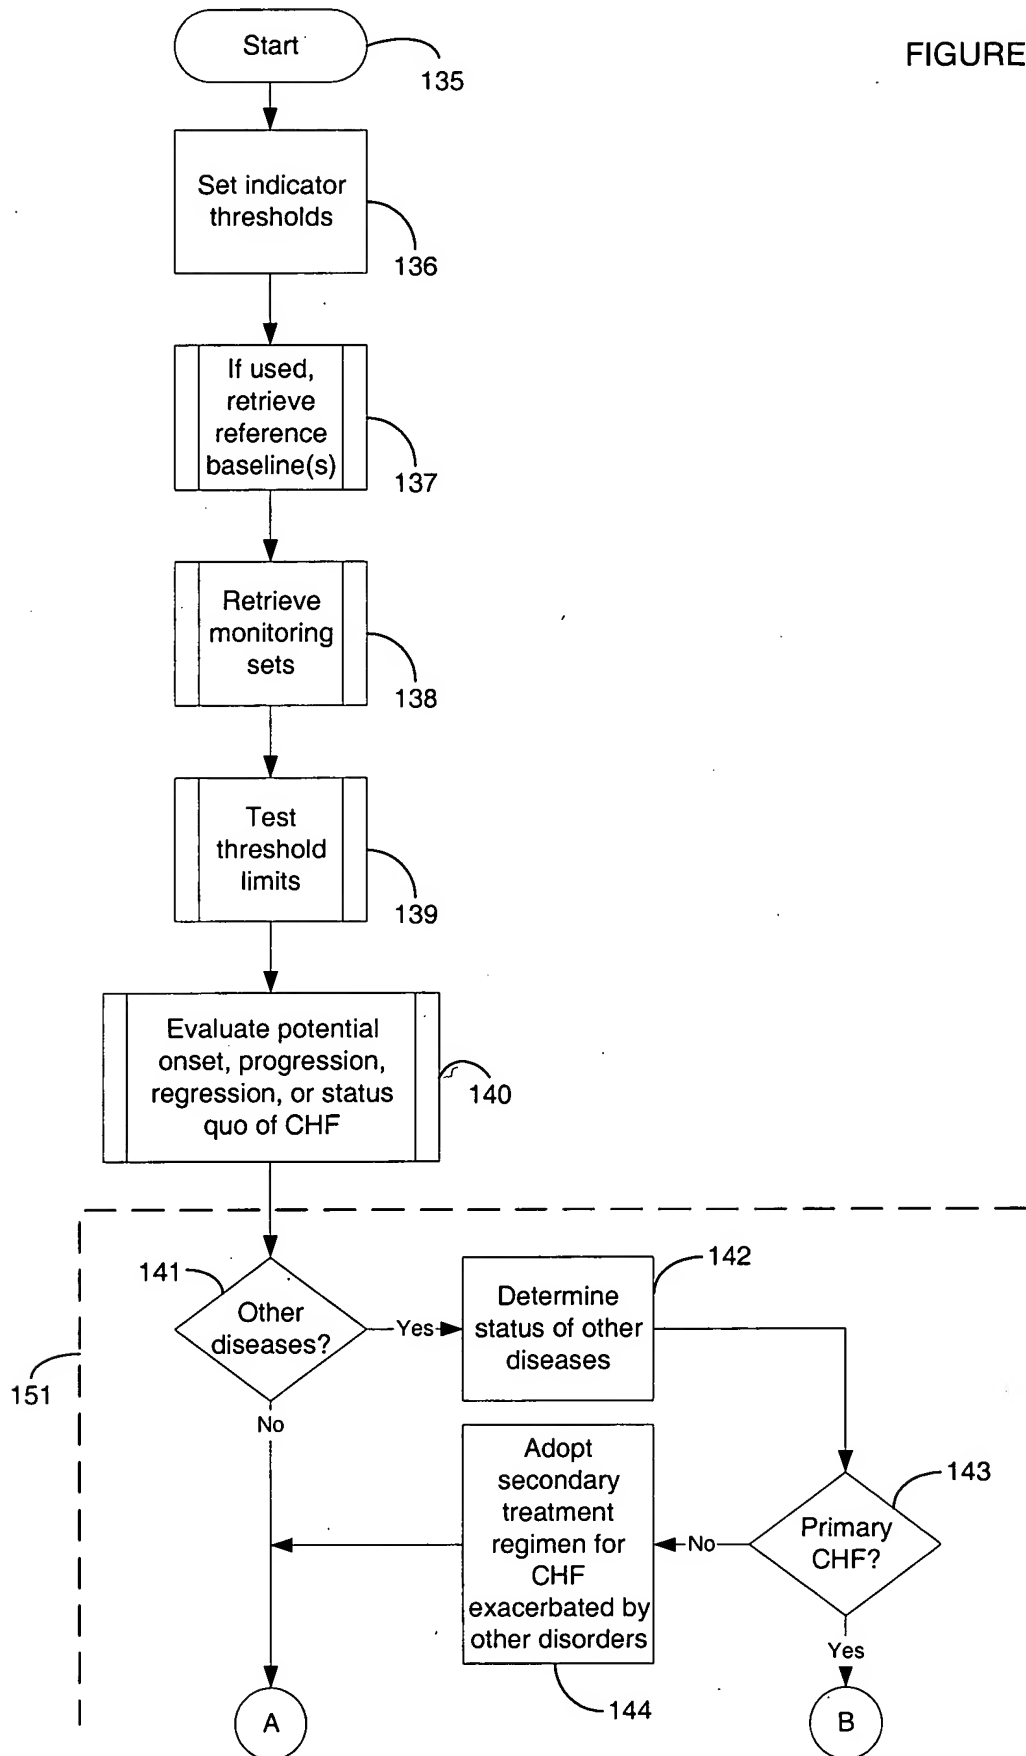 FIGURE
Start
135
Set indicator
thresholds
136
If used,
retrieve
reference
baseline(s)
137
Retrieve
monitoring
sets
138
Test
threshold
limits
139
Evaluate potential
onset, progression,
regression, or status
quo of CHF
140
141
Other
diseases?
Yes
142
Determine
status of other
diseases
151
No
Adopt
secondary
treatment
regimen for
CHF
exacerbated by
other disorders
144
No
143
Primary
CHF?
Yes
A
B